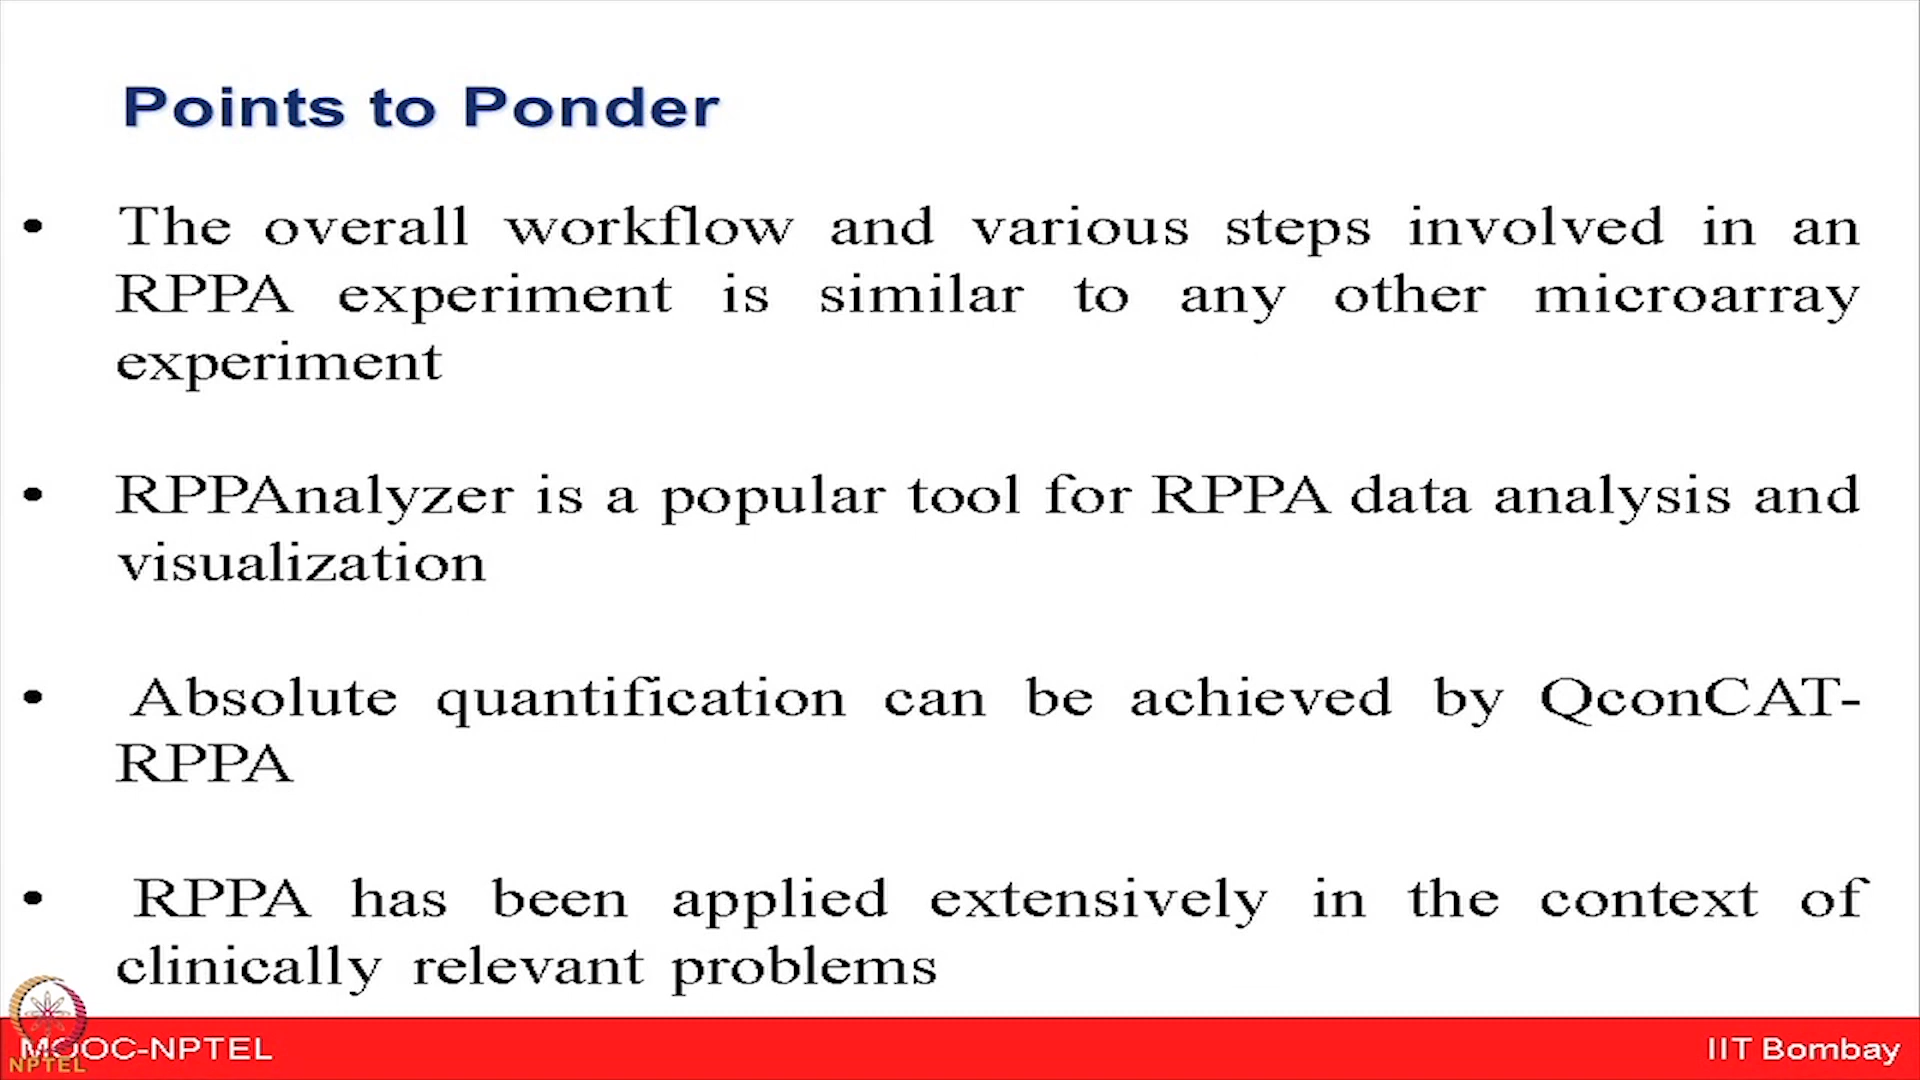 Points to Ponder
• The overall workflow and various steps involved in an
RPPA experiment is similar to any other microarray
experiment
• RPPAnalyzer is a popular tool for RPPA data analysis and
visualization
• Absolute quantification can be achieved by QconCAT-
RPPA
• RPPA has been applied extensively in the context of
clinically relevant problems
MOOC-NPTEL
NPTEL
IIT Bombay